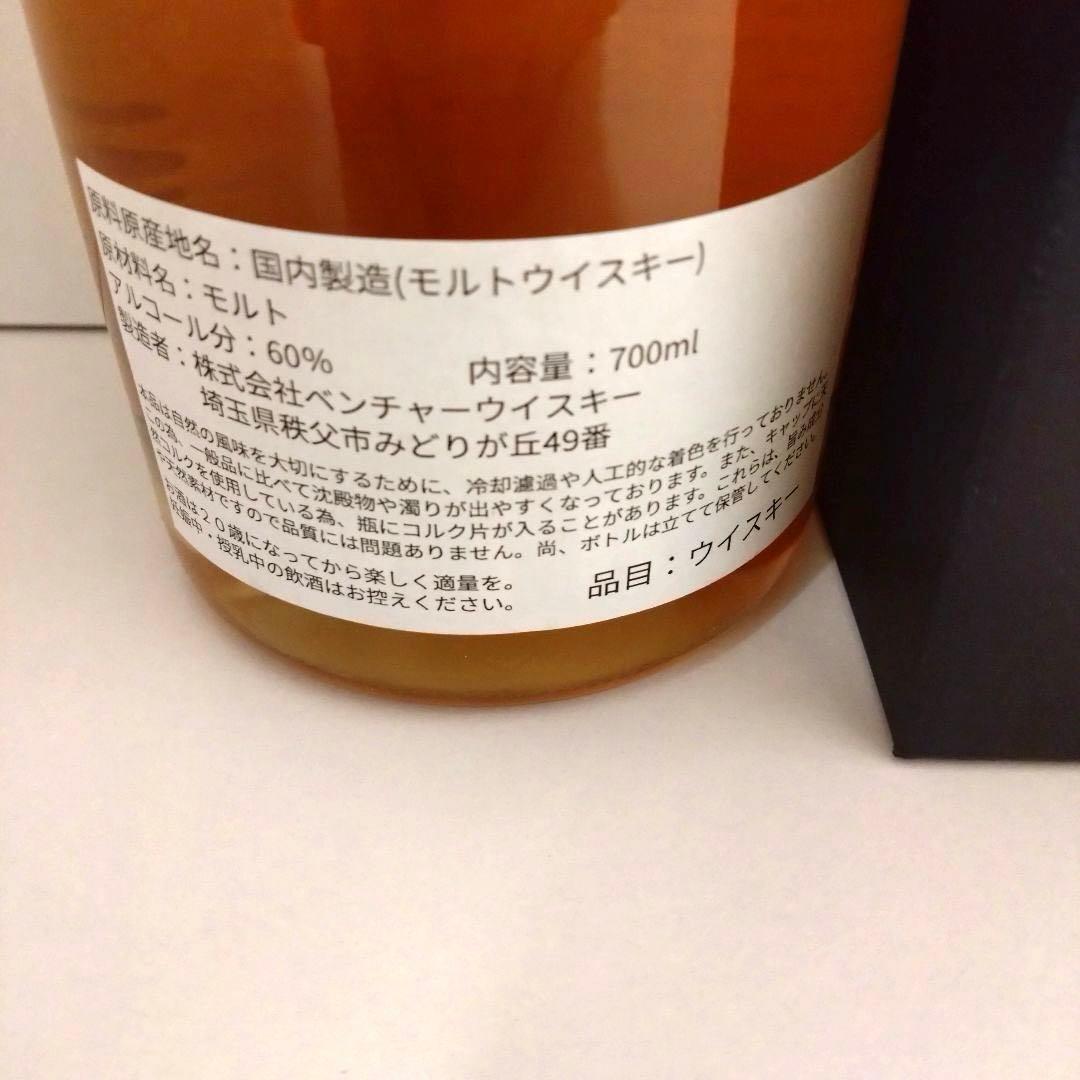 原料原産地名：国内製造(モルトウイスキー)
原材料名：モルト
アルコール分：60% 内容量：700ml
製造者：株式会社ベンチャーウイスキー
埼玉県秩父市みどりが丘49番
本品は自然の風味を大切にするために、冷却濾過や人工的な着色を行っておりません。
この為、一般品に比べて沈殿物や濁りが出やすくなっております。また、キャップに天
然コルクを使用している為、瓶にコルク片が入ることがあります。これらは、旨み成分
や天然素材ですので品質には問題ありません。尚、ボトルは立てて保管してください。
お酒は20歳になってから楽しく適量を。
妊娠中・授乳中の飲酒はお控えください。
品目：ウイスキー